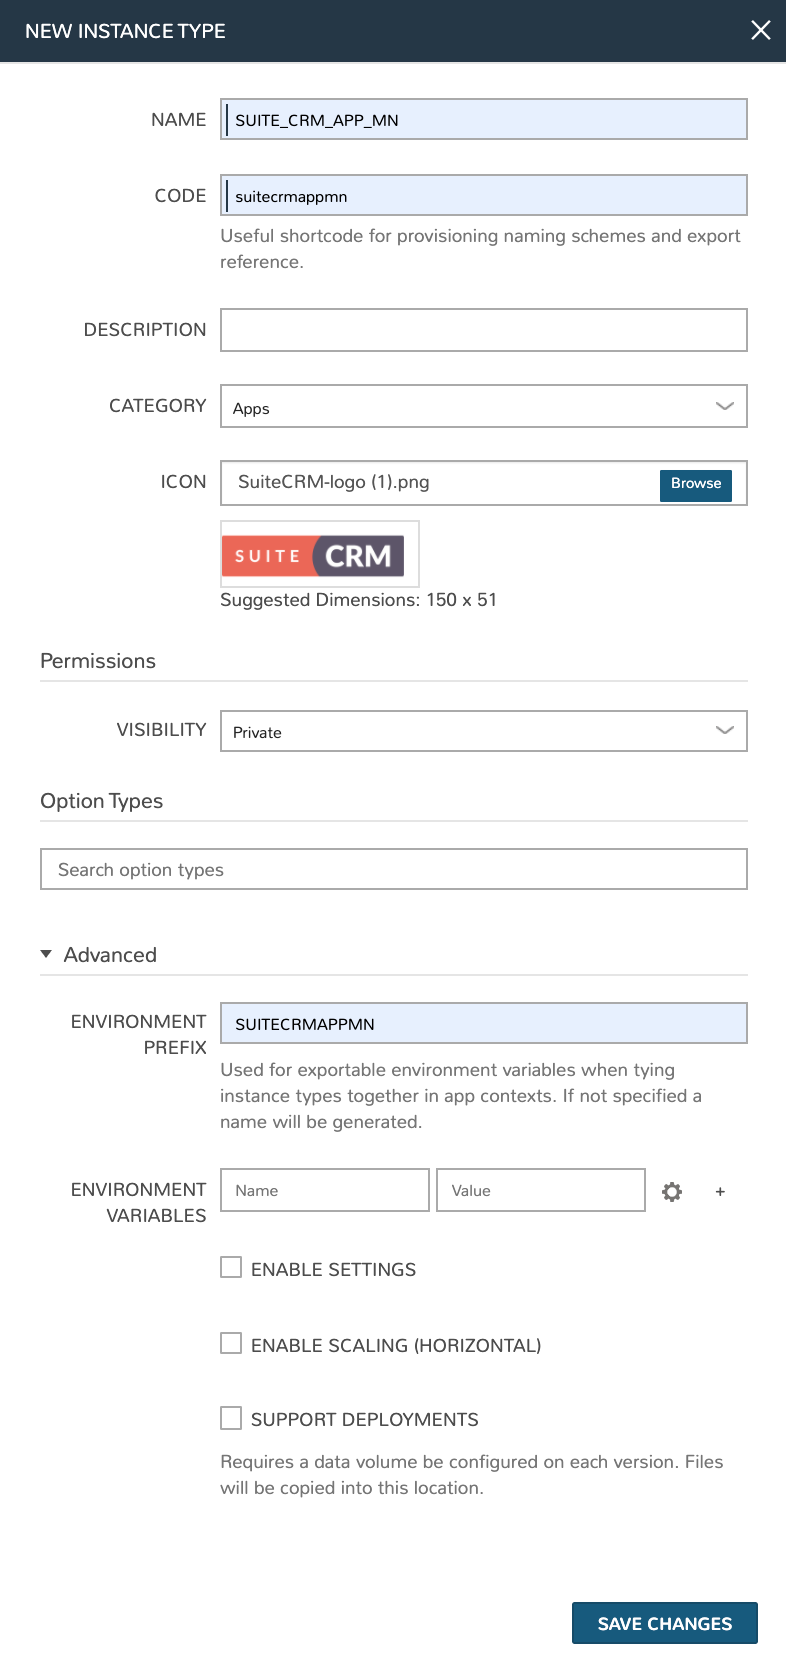 NEW INSTANCE TYPE
NAME
SUITE_CRM_APP_MN
CODE
suitecrmappmn
Useful shortcode for provisioning naming schemes and export
reference.
DESCRIPTION
CATEGORY
Apps
ICON
SuiteCRM-logo (1).png
Browse
SUITE CRM
Suggested Dimensions: 150 x 51
Permissions
VISIBILITY
Private
Option Types
Search option types
Advanced
ENVIRONMENT
PREFIX
SUITECRMAPPMN
Used for exportable environment variables when tying
instance types together in app contexts. If not specified a
name will be generated.
ENVIRONMENT
VARIABLES
Name
Value
+
ENABLE SETTINGS
ENABLE SCALING (HORIZONTAL)
SUPPORT DEPLOYMENTS
Requires a data volume be configured on each version. Files
will be copied into this location.
SAVE CHANGES